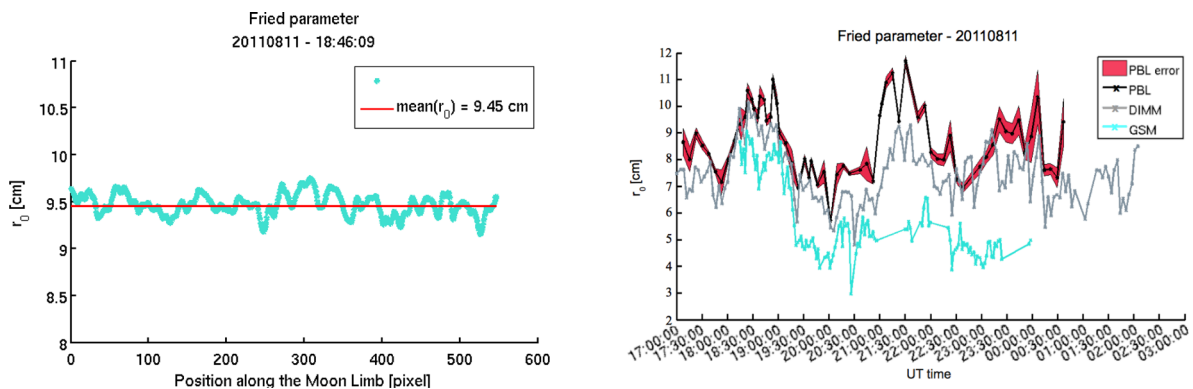 Fried parameter
20110811 - 18:46:09
11
10.5
10
9.5
9
8.5
8
r0 [cm]
mean(r0) = 9.45 cm
0 100 200 300 400 500 600
Position along the Moon Limb [pixel]
Fried parameter - 20110811
12
11
10
9
8
7
6
5
4
3
2
r0 [cm]
PBL error
PBL
DIMM
GSM
17:00:00 17:30:00 18:00:00 18:30:00 19:00:00 19:30:00 20:00:00 20:30:00 21:00:00 21:30:00 22:00:00 22:30:00 23:00:00 23:30:00 00:00:00 00:30:00 01:00:00 01:30:00 02:00:00 02:30:00 03:00:00
UT time